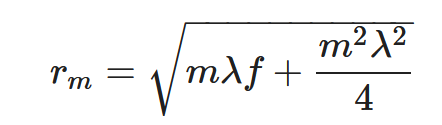 $r_m = \sqrt{m\lambda f + \frac{m^2\lambda^2}{4}}$